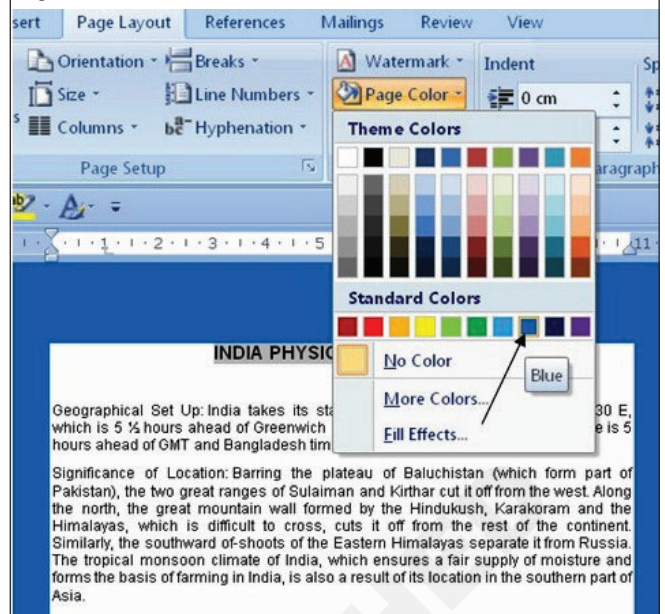 sert Page Layout References Mailings Review View
Orientation Breaks Watermark Indent Sp
Size Line Numbers Page Color 0 cm
s Columns Hyphenation Theme Colors
Page Setup aragraph
ab
1 2 3 4 5 11
Standard Colors
INDIA PHYSIC
No Color
Blue
More Colors...
Fill Effects...
Geographical Set Up: India takes its sta 30 E,
which is 5 ½ hours ahead of Greenwich e is 5
hours ahead of GMT and Bangladesh tim
Significance of Location: Barring the plateau of Baluchistan (which form part of
Pakistan), the two great ranges of Sulaiman and Kirthar cut it off from the west. Along
the north, the great mountain wall formed by the Hindukush, Karakoram and the
Himalayas, which is difficult to cross, cuts it off from the rest of the continent.
Similarly, the southward of-shoots of the Eastern Himalayas separate it from Russia.
The tropical monsoon climate of India, which ensures a fair supply of moisture and
forms the basis of farming in India, is also a result of its location in the southern part of
Asia.